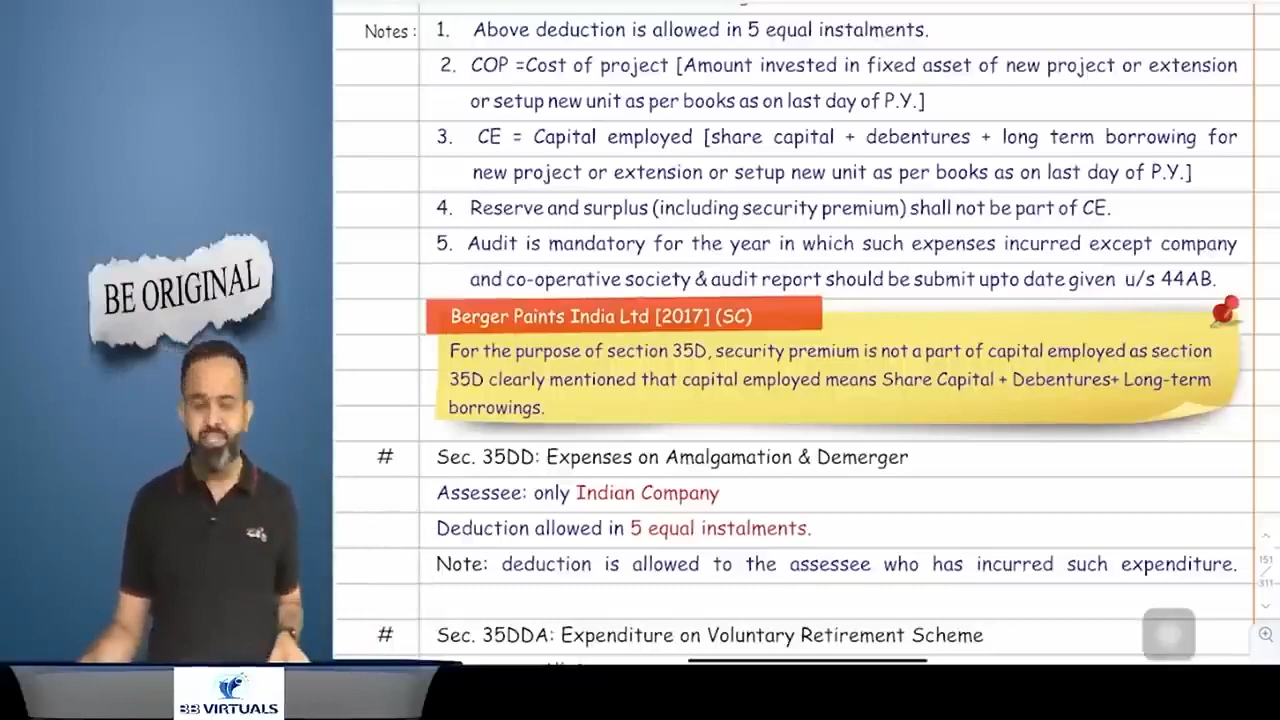 Notes : 1. Above deduction is allowed in 5 equal instalments.
2. COP =Cost of project [Amount invested in fixed asset of new project or extension
or setup new unit as per books as on last day of P.Y.]
3. CE = Capital employed [share capital + debentures + long term borrowing for
new project or extension or setup new unit as per books as on last day of P.Y.]
4. Reserve and surplus (including security premium) shall not be part of CE.
5. Audit is mandatory for the year in which such expenses incurred except company
and co-operative society & audit report should be submit upto date given u/s 44AB.
BE ORIGINAL
Berger Paints India Ltd [2017] (SC)
For the purpose of section 35D, security premium is not a part of capital employed as section
35D clearly mentioned that capital employed means Share Capital + Debentures+ Long-term
borrowings.
# Sec. 35DD: Expenses on Amalgamation & Demerger
Assessee: only Indian Company
Deduction allowed in 5 equal instalments.
Note: deduction is allowed to the assessee who has incurred such expenditure.
151
311
# Sec. 35DDA: Expenditure on Voluntary Retirement Scheme
BB VIRTUALS